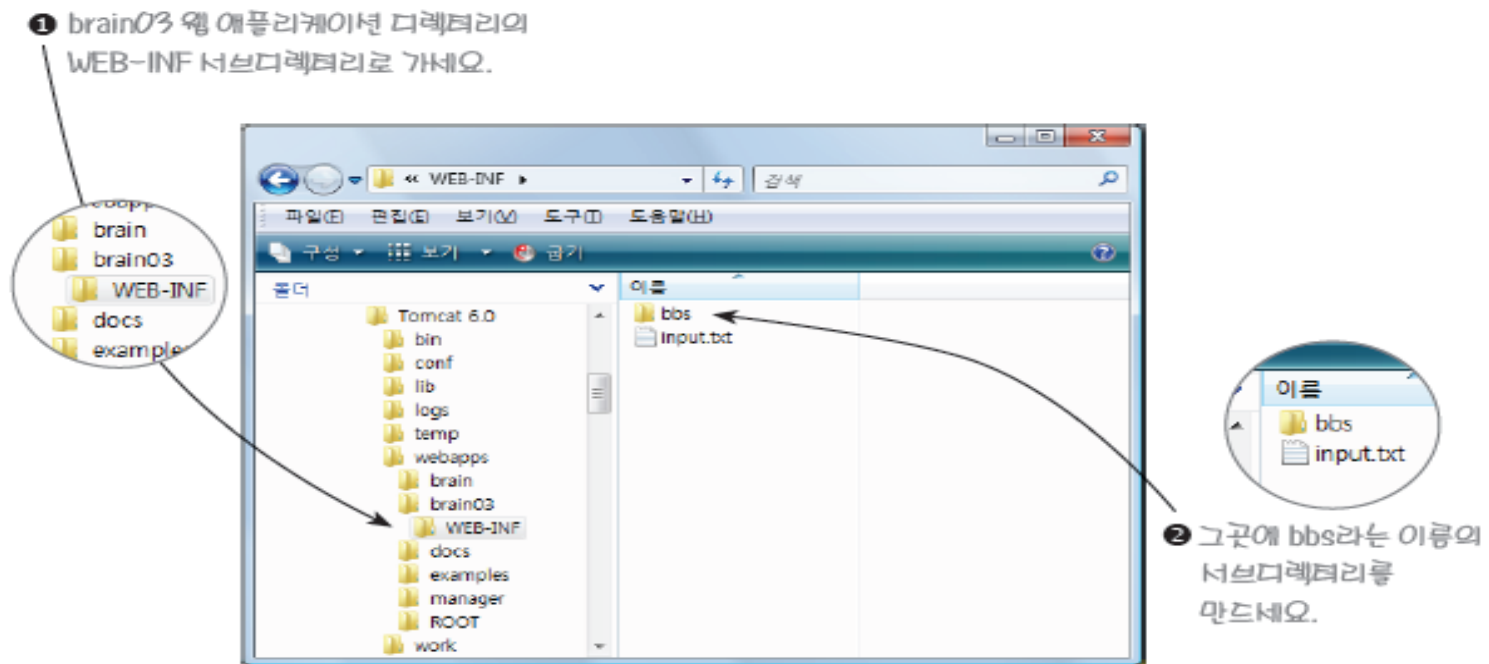 ❶ brain03 웹 애플리케이션 디렉터리의
WEB-INF 서브디렉터리로 가세요.
« WEB-INF
검색
파일(F) 편집(E) 보기(V) 도구(T) 도움말(H)
구성 보기 굽기
폴더
이름
Tomcat 6.0
bin
conf
lib
logs
temp
webapps
brain
brain03
WEB-INF
docs
examples
manager
ROOT
work
bbs
input.txt
brain
brain03
WEB-INF
docs
example
이름
bbs
input.txt
❷ 그곳에 bbs라는 이름의
서브디렉터리를
만드세요.